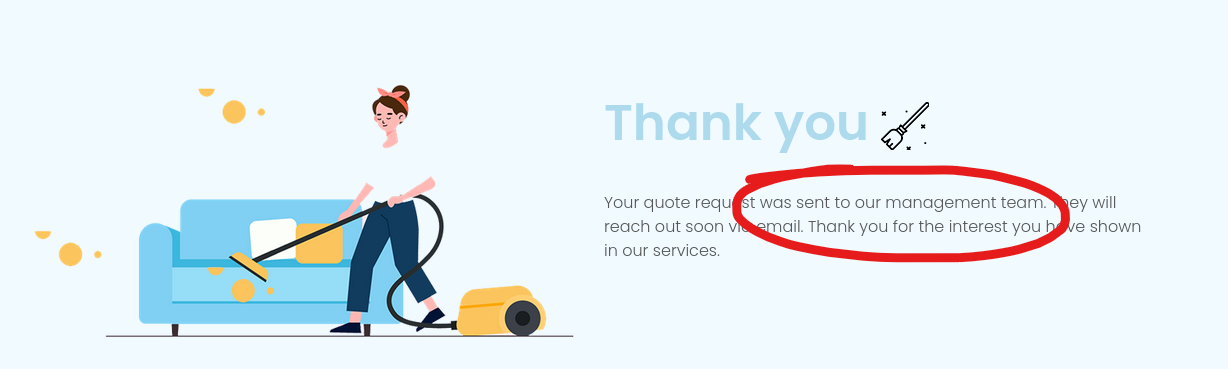 Thank you
Your quote request was sent to our management team. They will
reach out soon via email. Thank you for the interest you have shown
in our services.